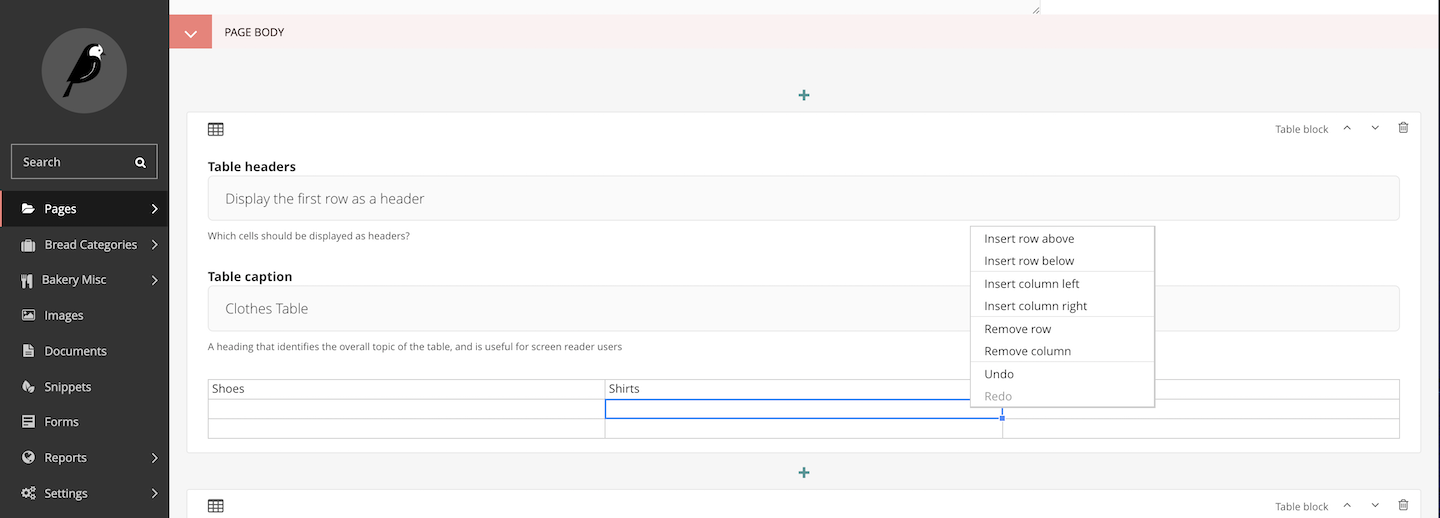 PAGE BODY
Search
Pages
Bread Categories
Bakery Misc
Images
Documents
Snippets
Forms
Reports
Settings
Table block
Table headers
Display the first row as a header
Which cells should be displayed as headers?
Table caption
Clothes Table
A heading that identifies the overall topic of the table, and is useful for screen reader users
Insert row above
Insert row below
Insert column left
Insert column right
Remove row
Remove column
Undo
Redo
Shoes
Shirts
Table block